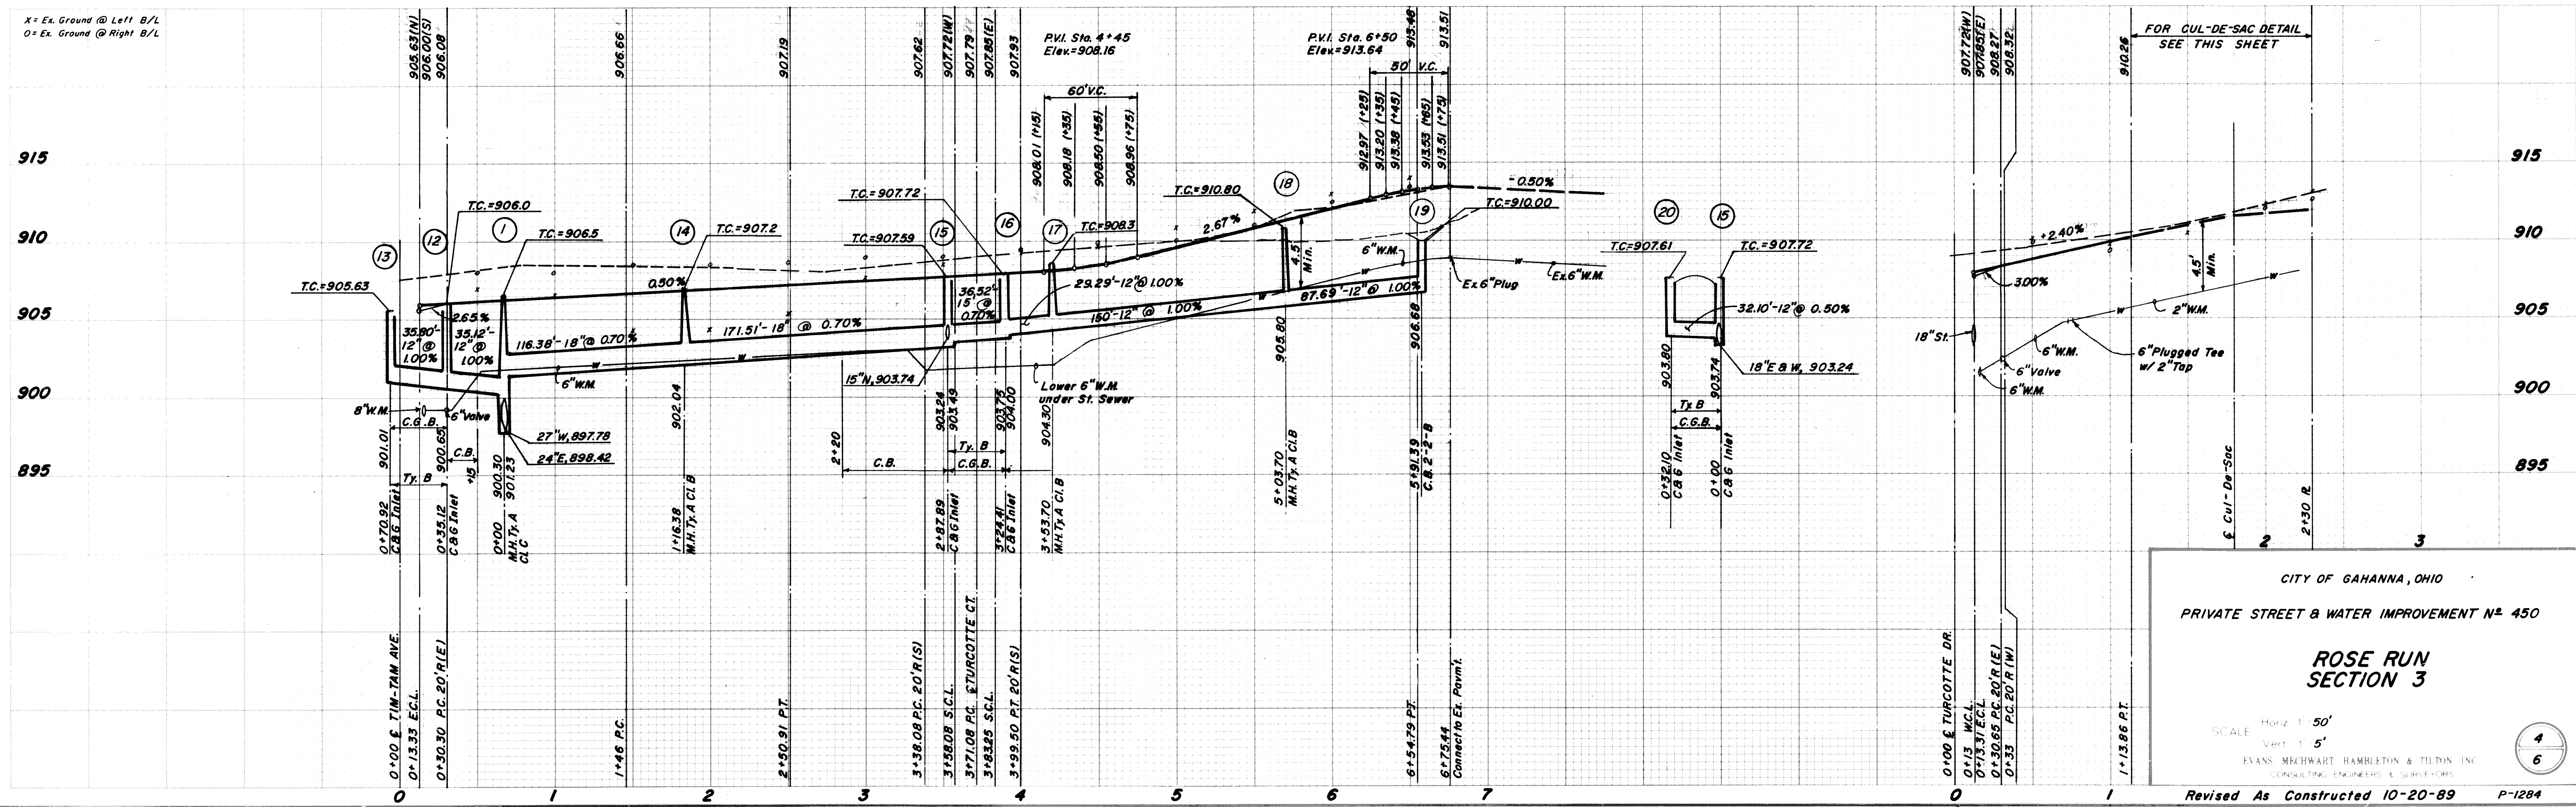 X = Ex. Ground @ Left B/L
O = Ex. Ground @ Right B/L
905.63(N)
906.00(S)
906.08
906.66
907.19
907.62
907.72(W)
907.79
907.85(E)
907.93
P.V.I. Sta. 4+45
Elev.=908.16
P.V.I. Sta. 6+50
Elev.=913.64
913.48
913.51
50' V.C.
60' V.C.
908.01 (+15)
908.18 (+35)
908.50 (+55)
908.96 (+75)
912.97 (+25)
913.20 (+35)
913.38 (+45)
913.53 (+65)
913.51 (+75)
907.72(W)
907.85(E)
908.27
908.32
910.26
FOR CUL-DE-SAC DETAIL
SEE THIS SHEET
915
910
905
900
895
915
910
905
900
895
13
12
1
14
15
16
17
18
19
20
15
T.C.=905.63
T.C.=906.0
T.C.=906.5
T.C.=907.2
T.C.=907.59
T.C.=907.72
T.C.=908.3
T.C.=910.80
T.C.=910.00
T.C.=907.61
T.C.=907.72
0.50%
2.67%
-0.50%
+2.40%
3.00%
2.65%
35.80'-
12" @
1.00%
35.12'-
12" @
1.00%
116.38'-18" @ 0.70%
171.51'-18" @ 0.70%
36.52'-
15' @
0.70%
29.29'-12" @ 1.00%
150'-12" @ 1.00%
87.69'-12" @ 1.00%
4.5'
Min.
6" W.M.
Ex. 6" Plug
Ex. 6" W.M.
32.10'-12" @ 0.50%
18" E & W, 903.24
18" St.
4.5'
Min.
2" W.M.
6" W.M.
6" Plugged Tee
w/ 2" Tap
6" Valve
6" W.M.
8" W.M.
6" Valve
6" W.M.
15" N, 903.74
Lower 6" W.M.
under St. Sewer
27" W, 897.78
24" E, 898.42
C.G.B.
C.B.
Ty. B
+15
2+20
C.B.
Ty. B
C.G.B.
Ty. B
C.G.B.
901.01
900.65
900.30
901.23
902.04
903.24
903.49
903.75
904.00
904.30
905.80
906.68
903.80
903.74
0+70.92
C & G Inlet
0+35.12
C & G Inlet
0+00
M.H. Ty. A
Cl. C
1+16.38
M.H. Ty. A Cl. B
2+87.89
C & G Inlet
3+24.41
C & G Inlet
3+53.70
M.H. Ty. A Cl. B
5+03.70
M.H. Ty. A Cl. B
5+91.39
C.B. 2-2-B
0+32.10
C & G Inlet
0+00
C & G Inlet
℄ Cul-De-Sac
2+30 R.
0+00 ℄ TIM-TAM AVE.
0+13.33 E.C.L.
0+30.30 P.C. 20'R(E)
1+46 P.C.
2+50.91 P.T.
3+38.08 P.C. 20'R(S)
3+58.08 S.C.L.
3+71.08 P.C. ℄ TURCOTTE CT.
3+83.25 S.C.L.
3+99.50 P.T. 20'R(S)
6+54.79 P.T.
6+75.44
Connect to Ex. Pavm't.
0+00 ℄ TURCOTTE DR.
0+13 W.C.L.
0+13.31 E.C.L.
0+30.65 P.C. 20'R(E)
0+33 P.C. 20'R(W)
1+13.86 P.T.
0
1
2
3
4
5
6
7
0
1
2
3
CITY OF GAHANNA, OHIO
PRIVATE STREET & WATER IMPROVEMENT Nº 450
ROSE RUN
SECTION 3
SCALE
Horiz. 1" 50'
Vert. 1" 5'
EVANS MECHWART HAMBLETON & TILTON INC
CONSULTING ENGINEERS & SURVEYORS
4
6
Revised As Constructed 10-20-89
P-1284